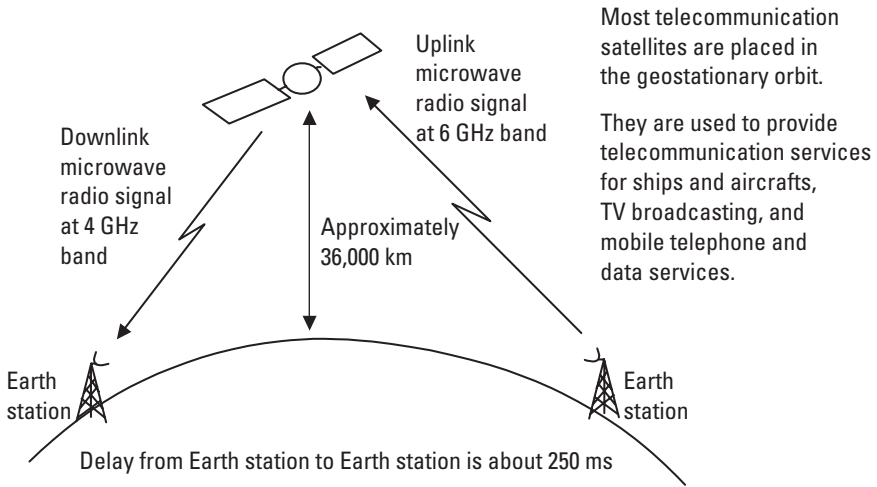 Downlink
microwave
radio signal
at 4 GHz
band
Uplink
microwave
radio signal
at 6 GHz band
Most telecommunication
satellites are placed in
the geostationary orbit.
They are used to provide
telecommunication services
for ships and aircrafts,
TV broadcasting, and
mobile telephone and
data services.
Approximately
36,000 km
Earth
station
Earth
station
Delay from Earth station to Earth station is about 250 ms